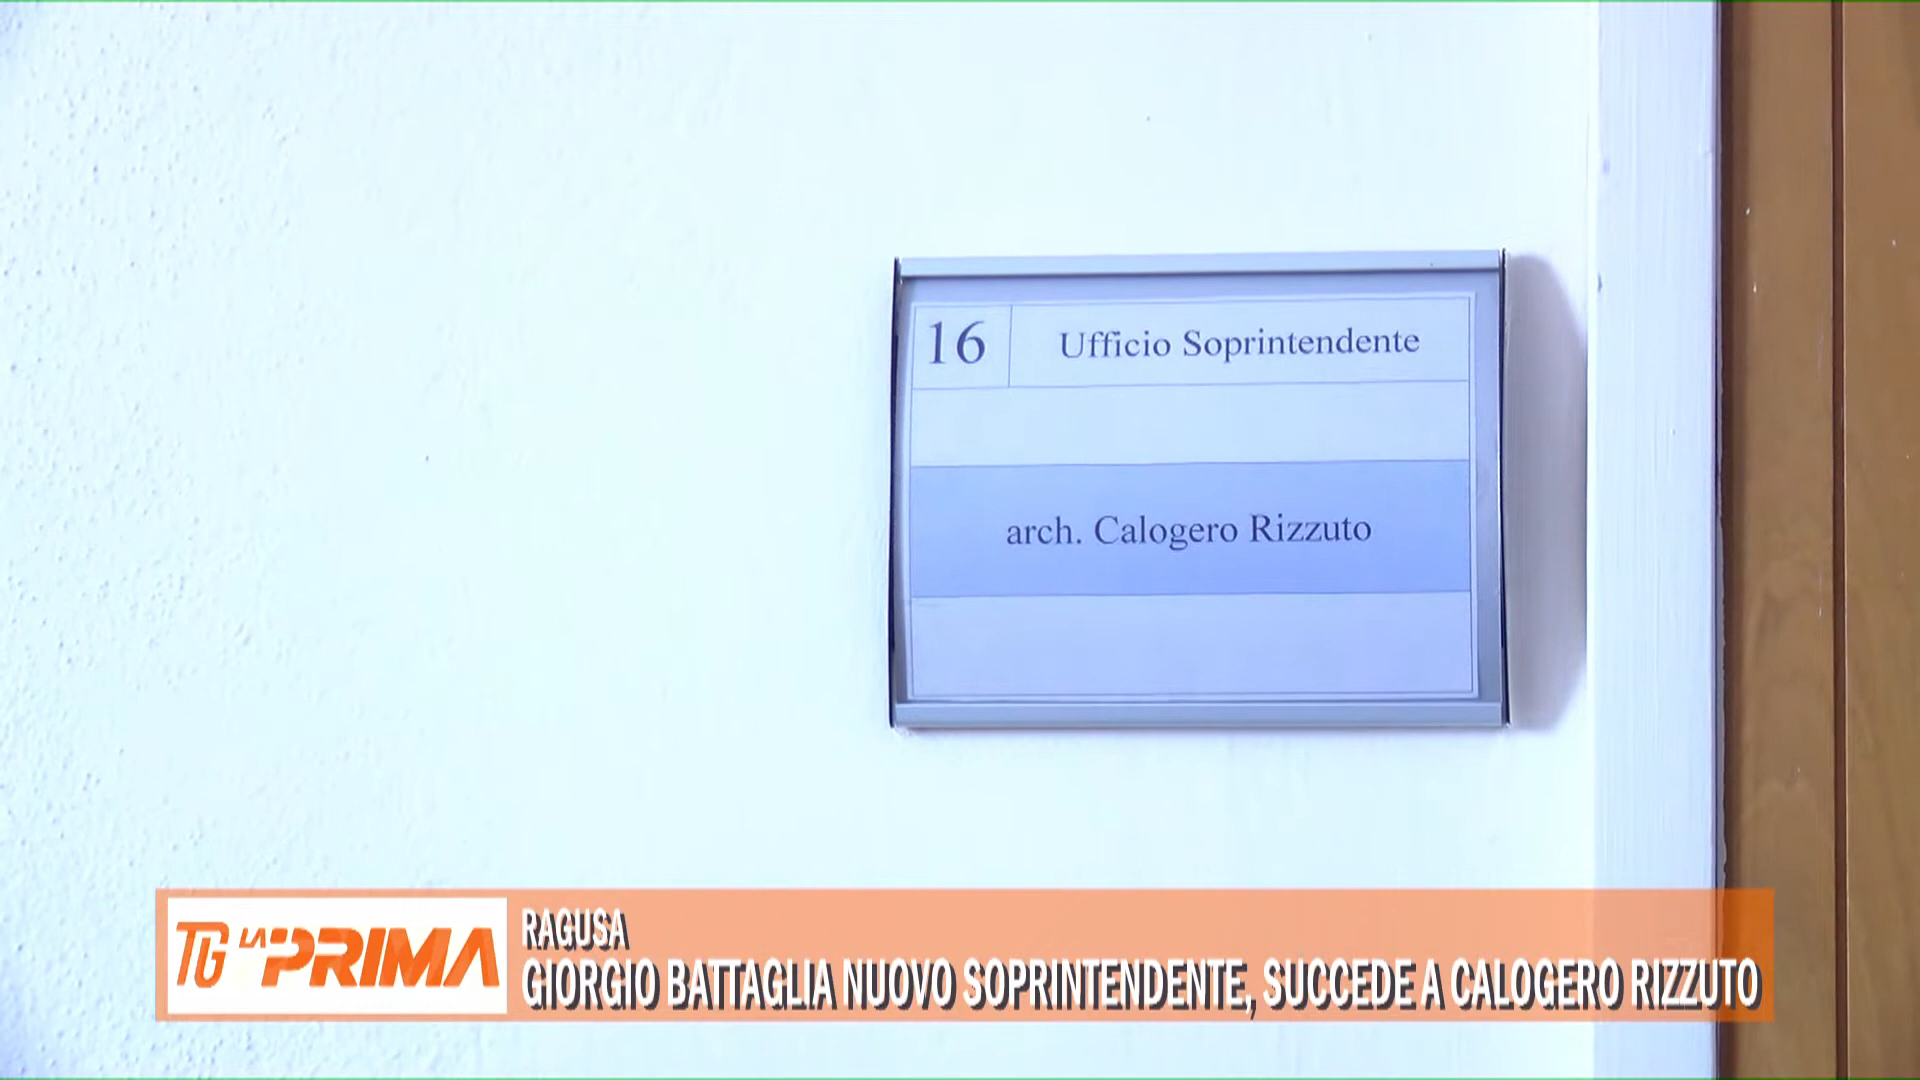 16 Ufficio Soprintendente
arch. Calogero Rizzuto
TG LA PRIMA
RAGUSA
GIORGIO BATTAGLIA NUOVO SOPRINTENDENTE, SUCCEDE A CALOGERO RIZZUTO